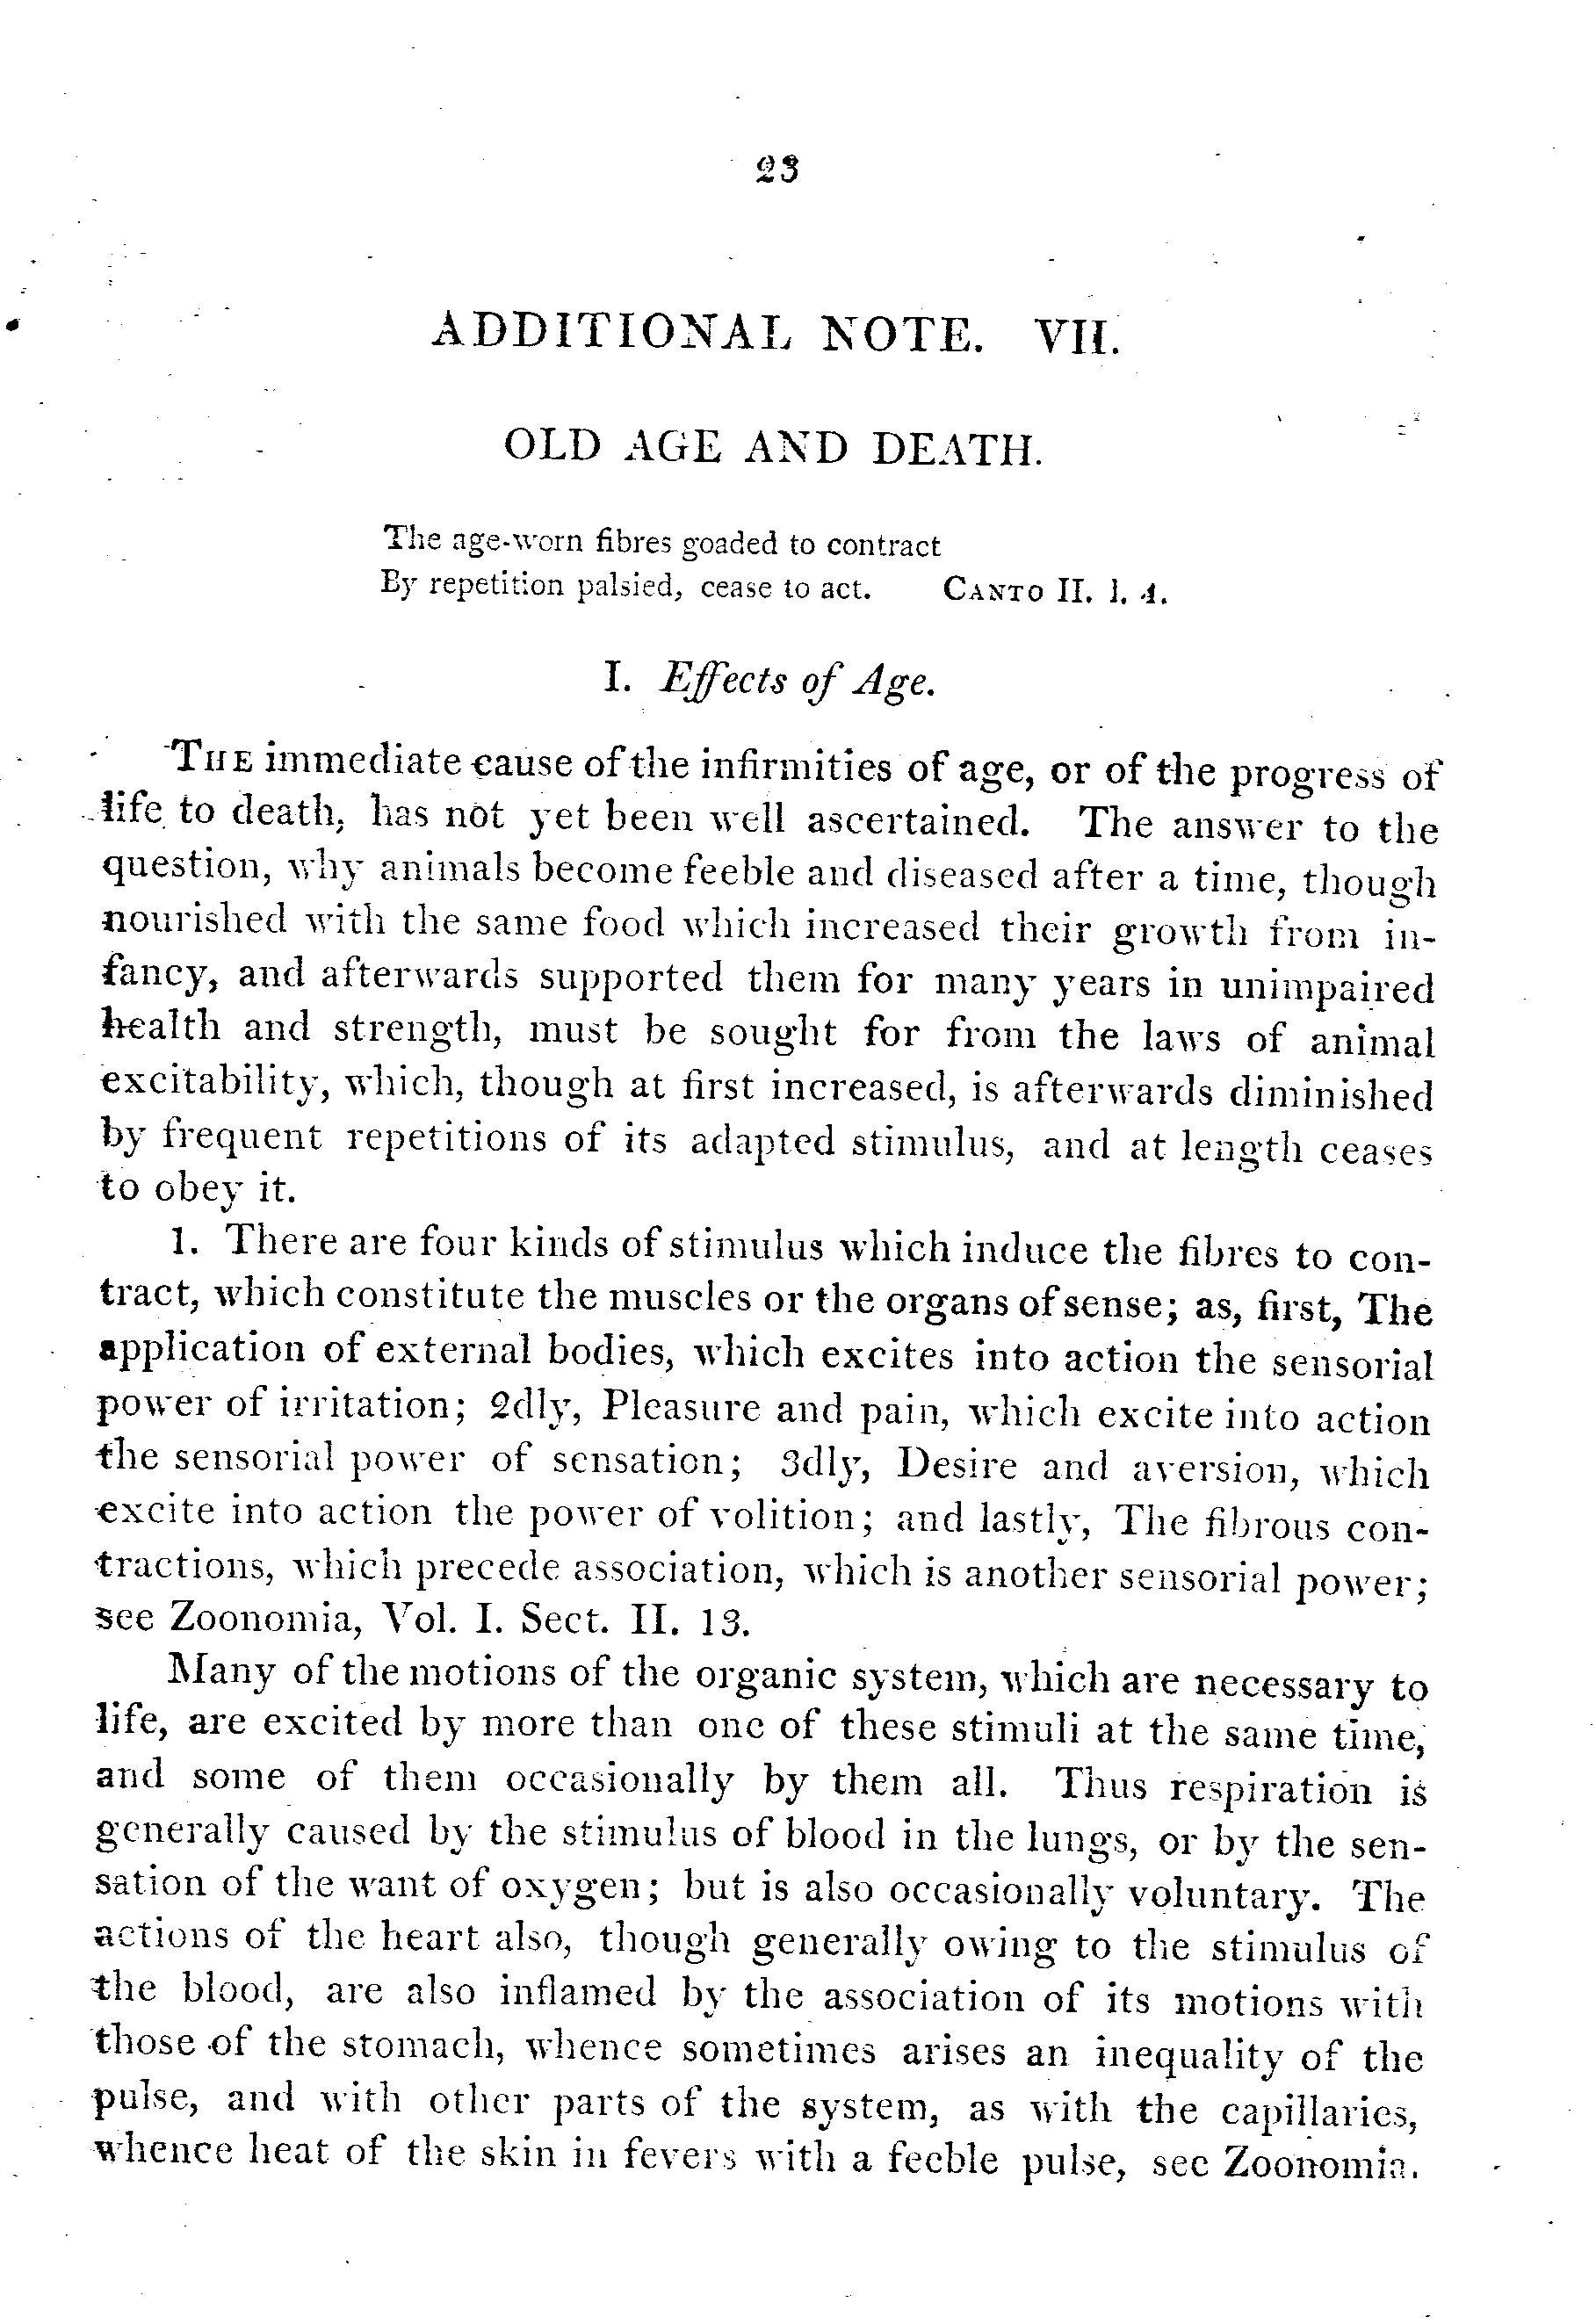 23
ADDITIONAL NOTE. VII.
OLD AGE AND DEATH.
The age-worn fibres goaded to contract
By repetition palsied, cease to act. CANTO II. l. 4.
I. Effects of Age.
THE immediate cause of the infirmities of age, or of the progress of
life to death, has not yet been well ascertained. The answer to the
question, why animals become feeble and diseased after a time, though
nourished with the same food which increased their growth from in-
fancy, and afterwards supported them for many years in unimpaired
health and strength, must be sought for from the laws of animal
excitability, which, though at first increased, is afterwards diminished
by frequent repetitions of its adapted stimulus, and at length ceases
to obey it.
1. There are four kinds of stimulus which induce the fibres to con-
tract, which constitute the muscles or the organs of sense; as, first, The
application of external bodies, which excites into action the sensorial
power of irritation; 2dly, Pleasure and pain, which excite into action
the sensorial power of sensation; 3dly, Desire and aversion, which
excite into action the power of volition; and lastly, The fibrous con-
tractions, which precede association, which is another sensorial power;
see Zoonomia, Vol. I. Sect. II. 13.
Many of the motions of the organic system, which are necessary to
life, are excited by more than one of these stimuli at the same time,
and some of them occasionally by them all. Thus respiration is
generally caused by the stimulus of blood in the lungs, or by the sen-
sation of the want of oxygen; but is also occasionally voluntary. The
actions of the heart also, though generally owing to the stimulus of
the blood, are also inflamed by the association of its motions with
those of the stomach, whence sometimes arises an inequality of the
pulse, and with other parts of the system, as with the capillaries,
whence heat of the skin in fevers with a feeble pulse, see Zoonomia.